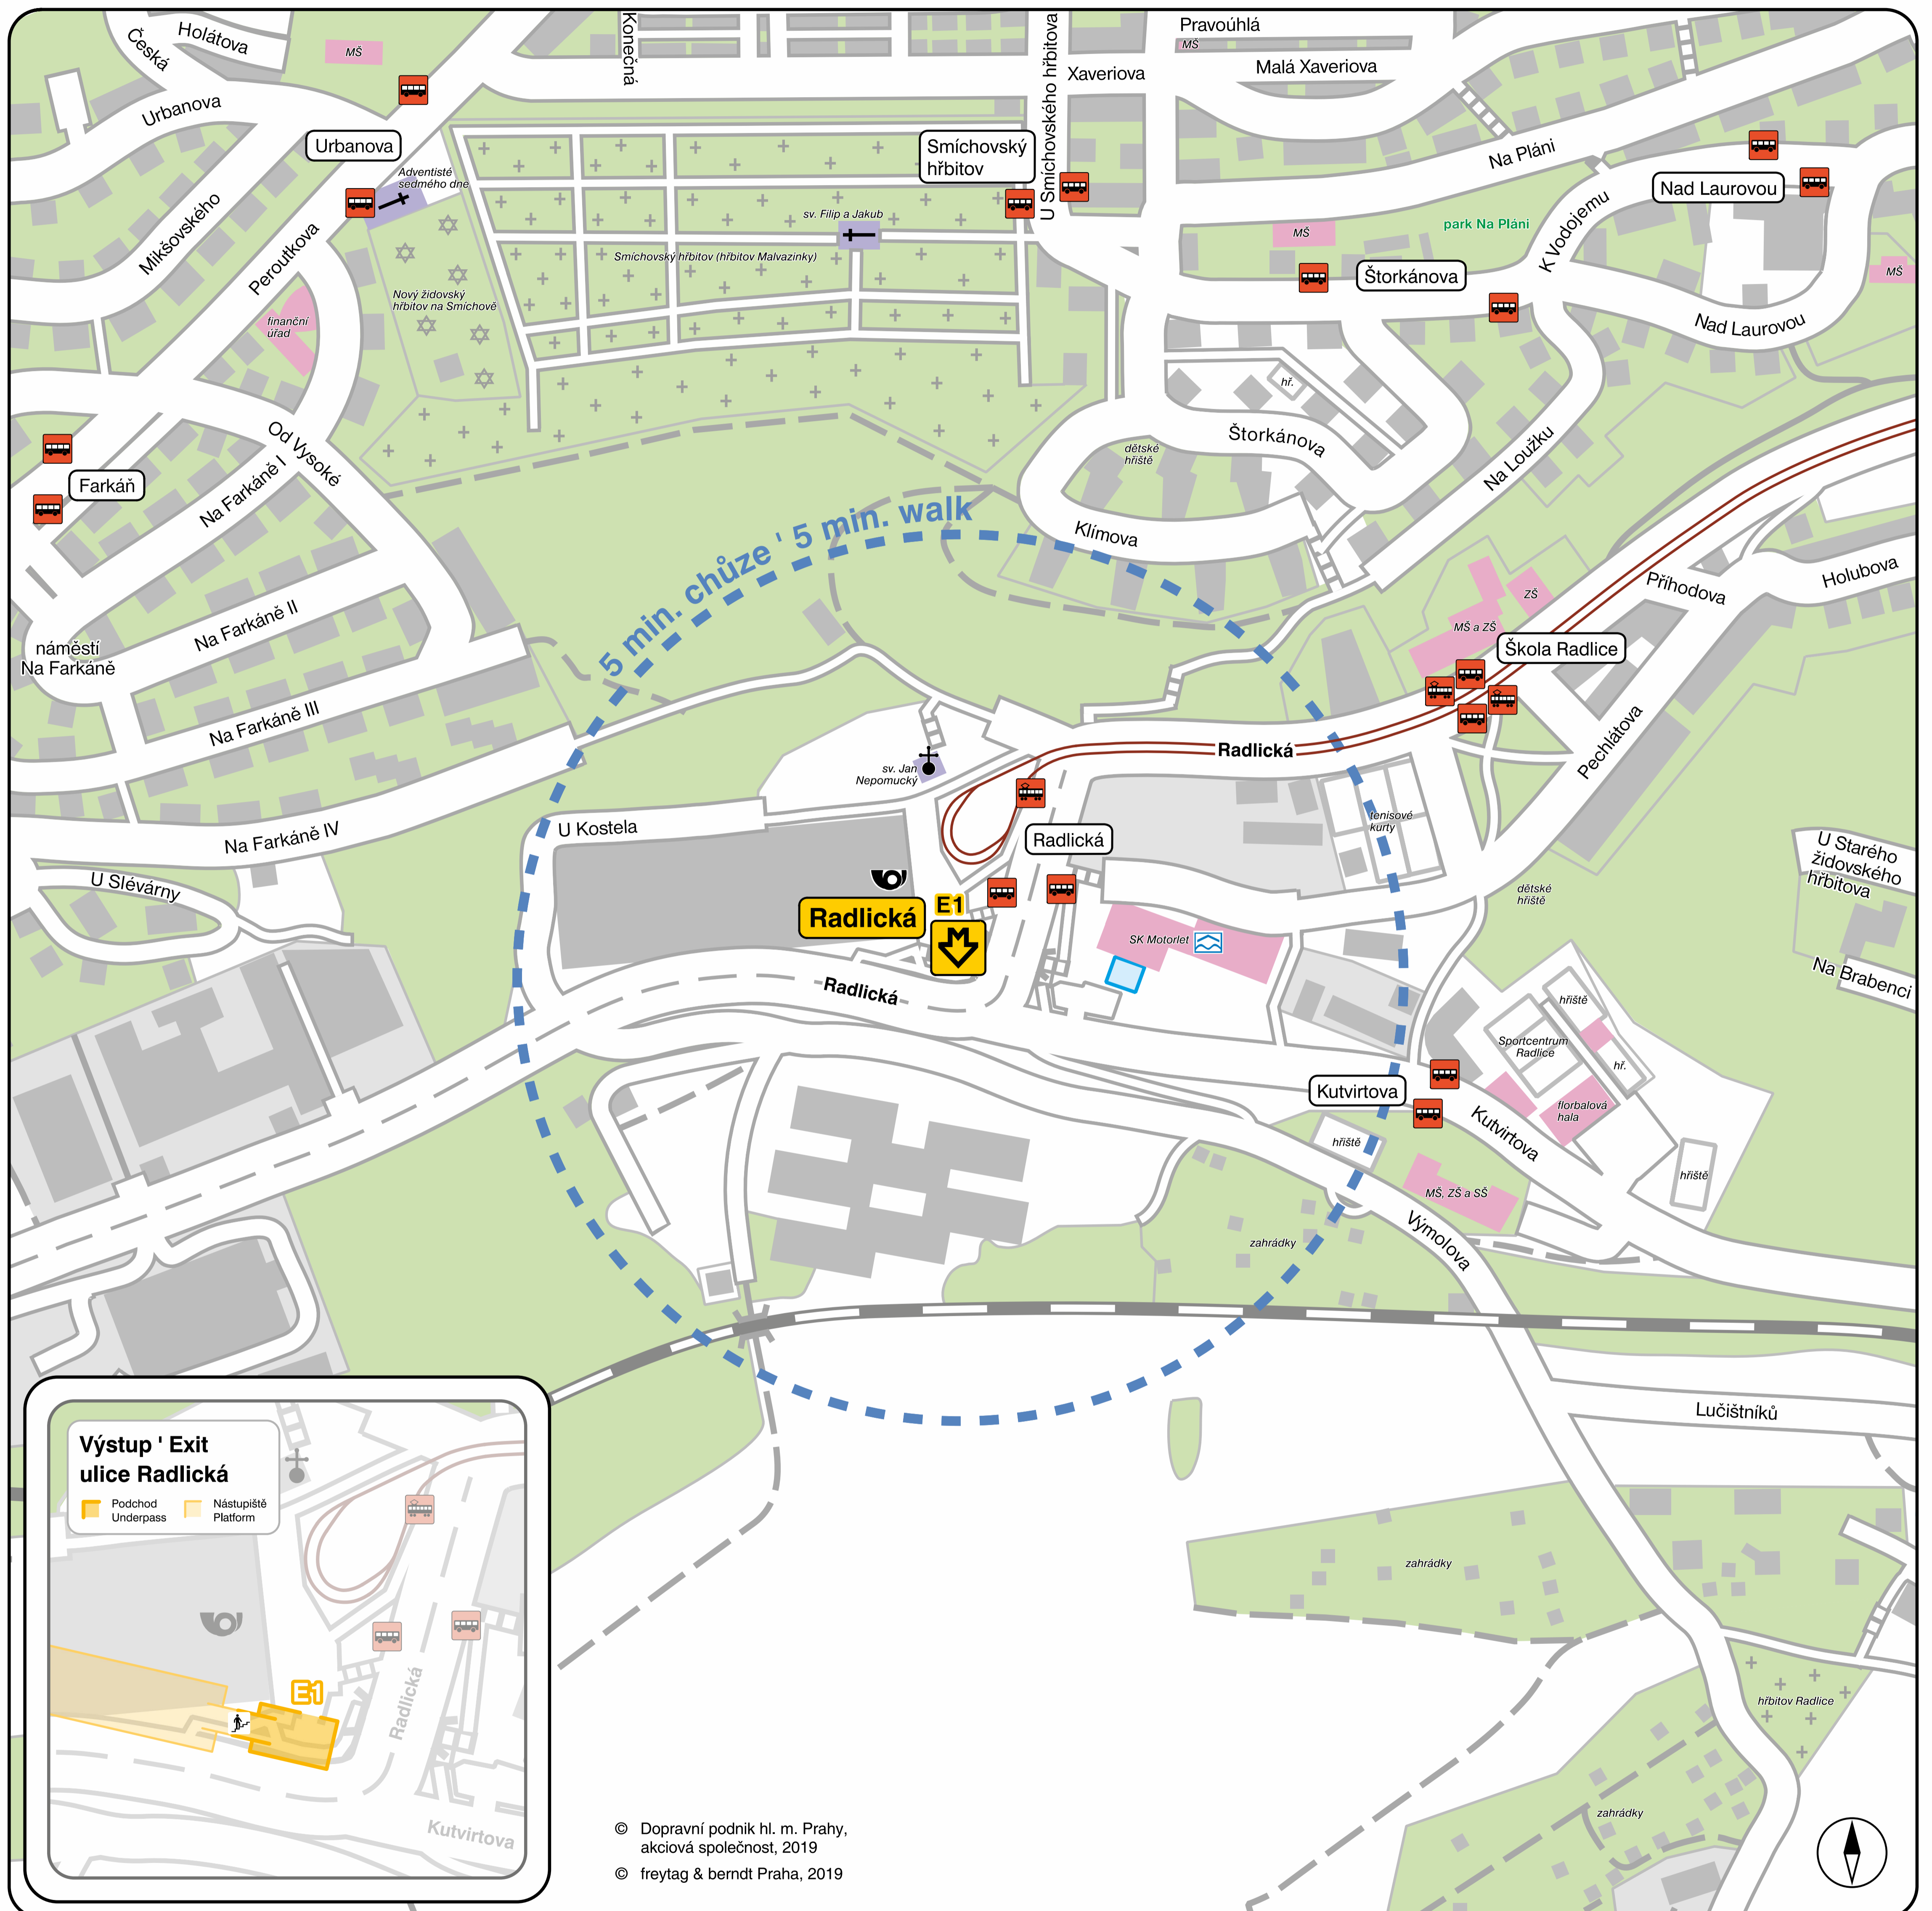 Česká
Holátova
MŠ
Konečná
U Smíchovského hřbitova
Xaveriova
Pravoúhlá
MŠ
Malá Xaveriova
Urbanova
Urbanova
Adventisté
sedmého dne
Smíchovský
hřbitov
Na Pláni
Nad Laurovou
Mikšovského
Peroutkova
sv. Filip a Jakub
Smíchovský hřbitov (hřbitov Malvazinky)
MŠ
park Na Pláni
K Vodojemu
MŠ
Štorkánova
Nový židovský
hřbitov na Smíchově
finanční
úřad
Nad Laurovou
hř.
Od Vysoké
Štorkánova
dětské
hřiště
Na Loužku
Farkáň
Na Farkáně I
5 min. chůze ' 5 min. walk
Klímova
Příhodova
Holubova
ZŠ
MŠ a ZŠ
Na Farkáně II
náměstí
Na Farkáně
Škola Radlice
Na Farkáně III
Radlická
Pechlátova
sv. Jan
Nepomucký
tenisové
kurty
U Kostela
Radlická
Na Farkáně IV
U Starého
židovského
hřbitova
U Slévárny
dětské
hřiště
Radlická
E1
SK Motorlet
Na Brabenci
Radlická
hřiště
Sportcentrum
Radlice
hř.
Kutvirtova
florbalová
hala
Kutvirtova
hřiště
hřiště
MŠ, ZŠ a SŠ
zahrádky
Výmolova
Lučištníků
Výstup ' Exit
ulice Radlická
Podchod
Underpass
Nástupiště
Platform
E1
Radlická
Kutvirtova
zahrádky
hřbitov Radlice
zahrádky
© Dopravní podnik hl. m. Prahy,
akciová společnost, 2019
© freytag & berndt Praha, 2019